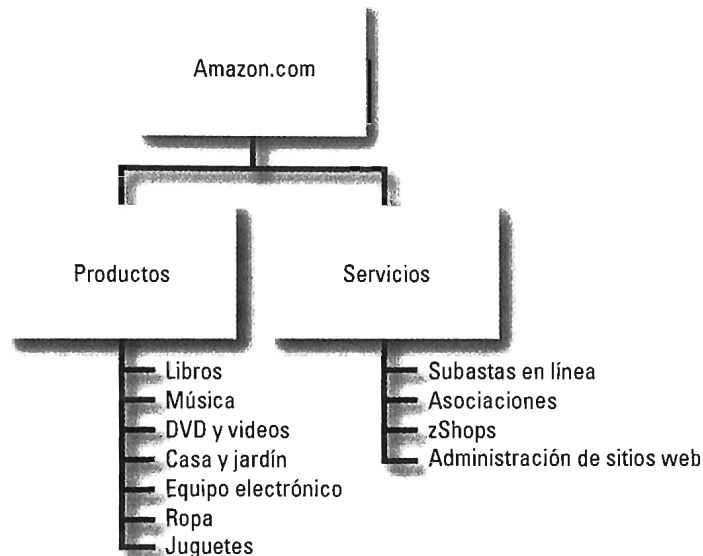 Amazon.com
Productos
Servicios
Libros
Música
DVD y videos
Casa y jardín
Equipo electrónico
Ropa
Juguetes
Subastas en línea
Asociaciones
zShops
Administración de sitios web